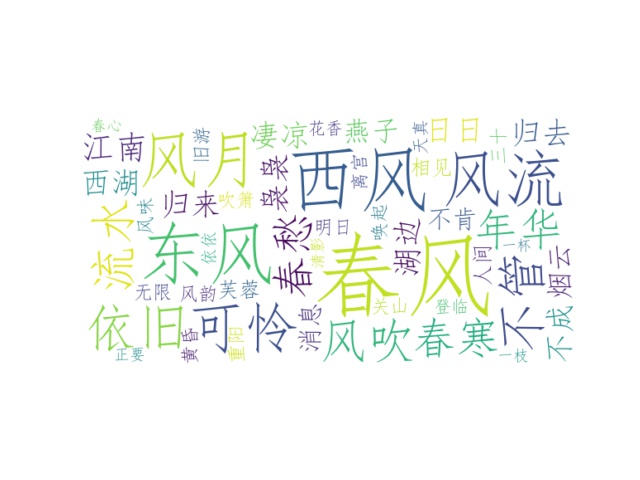 春心
江南
风月
旧游
凄凉
花香
燕子
天真
日日
三十
归去
西湖
归来
吹箫
袅袅
西风
离宫
相见
风流
流水
风味
东风
依依
春愁
明日
清影
唤起
湖边
不肯
年华
春风
人间
一杯
不管
烟云
无限
风韵
芙蓉
关山
登临
依旧
可怜
消息
风吹
春寒
不成
正要
黄昏
重阳
一枝